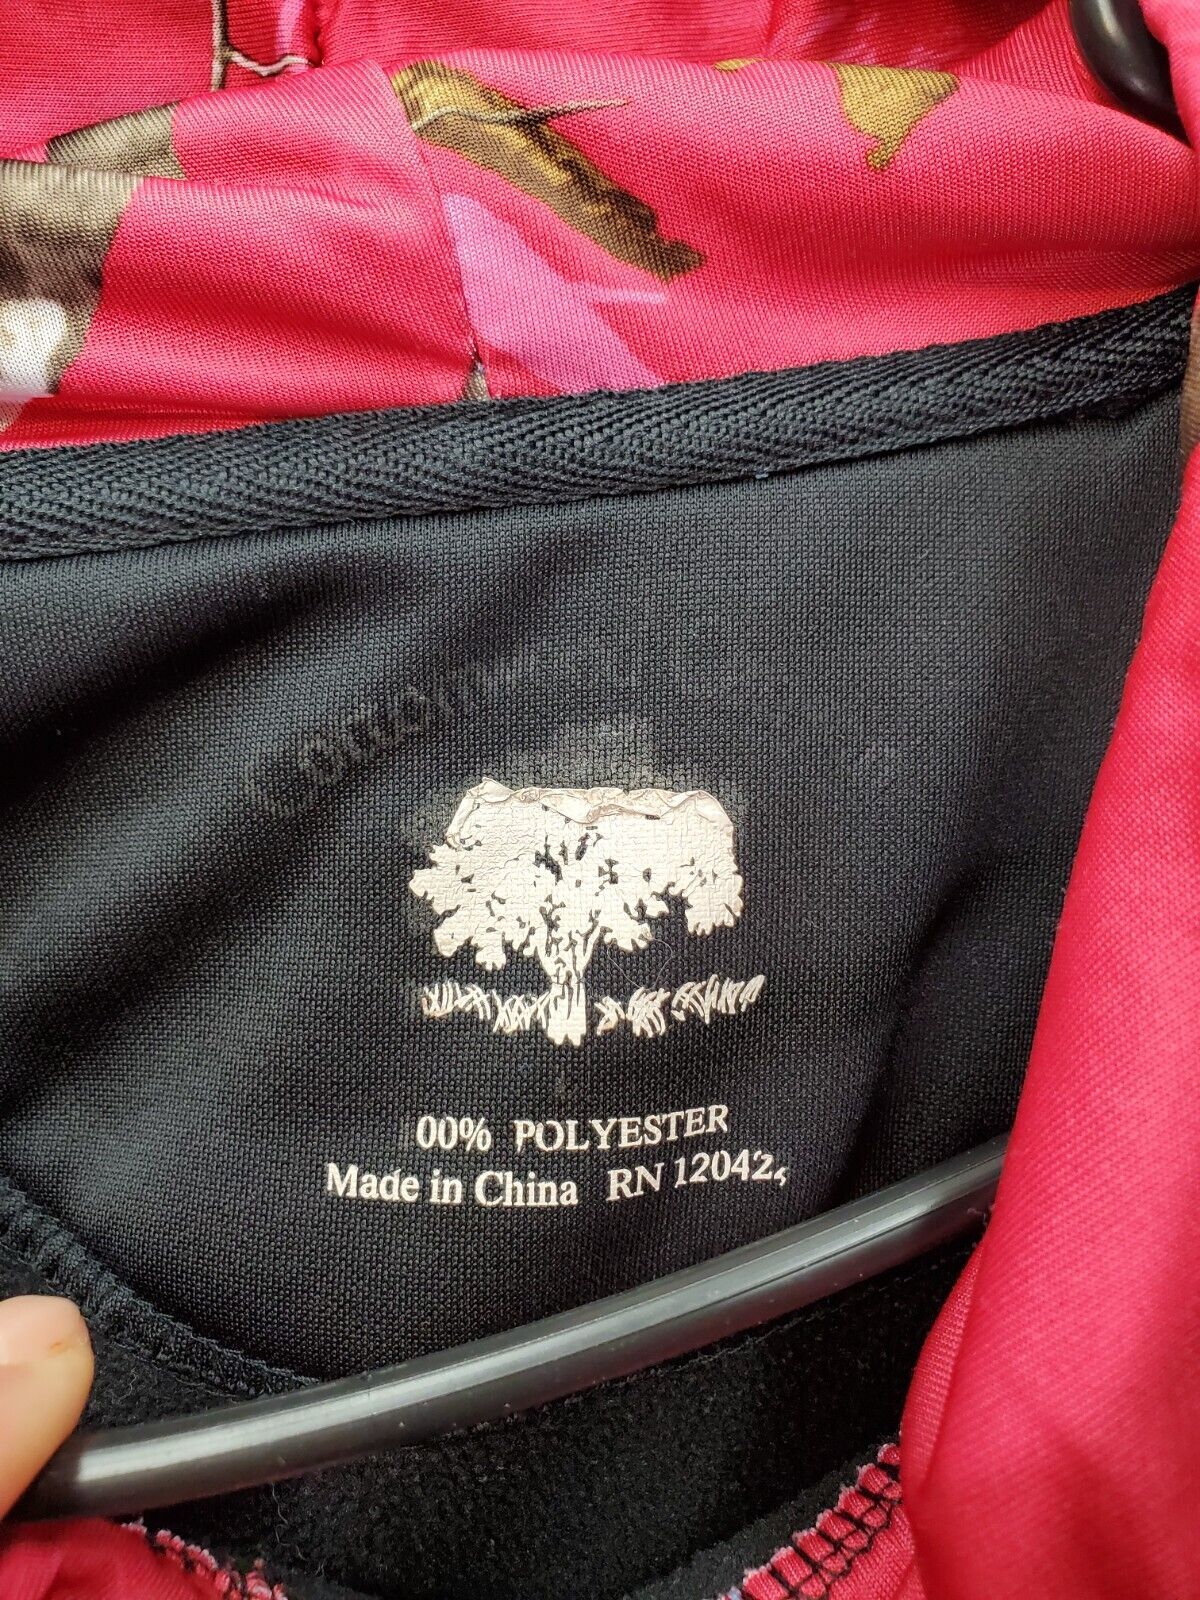 00% POLYESTER
Made in China RN 12042